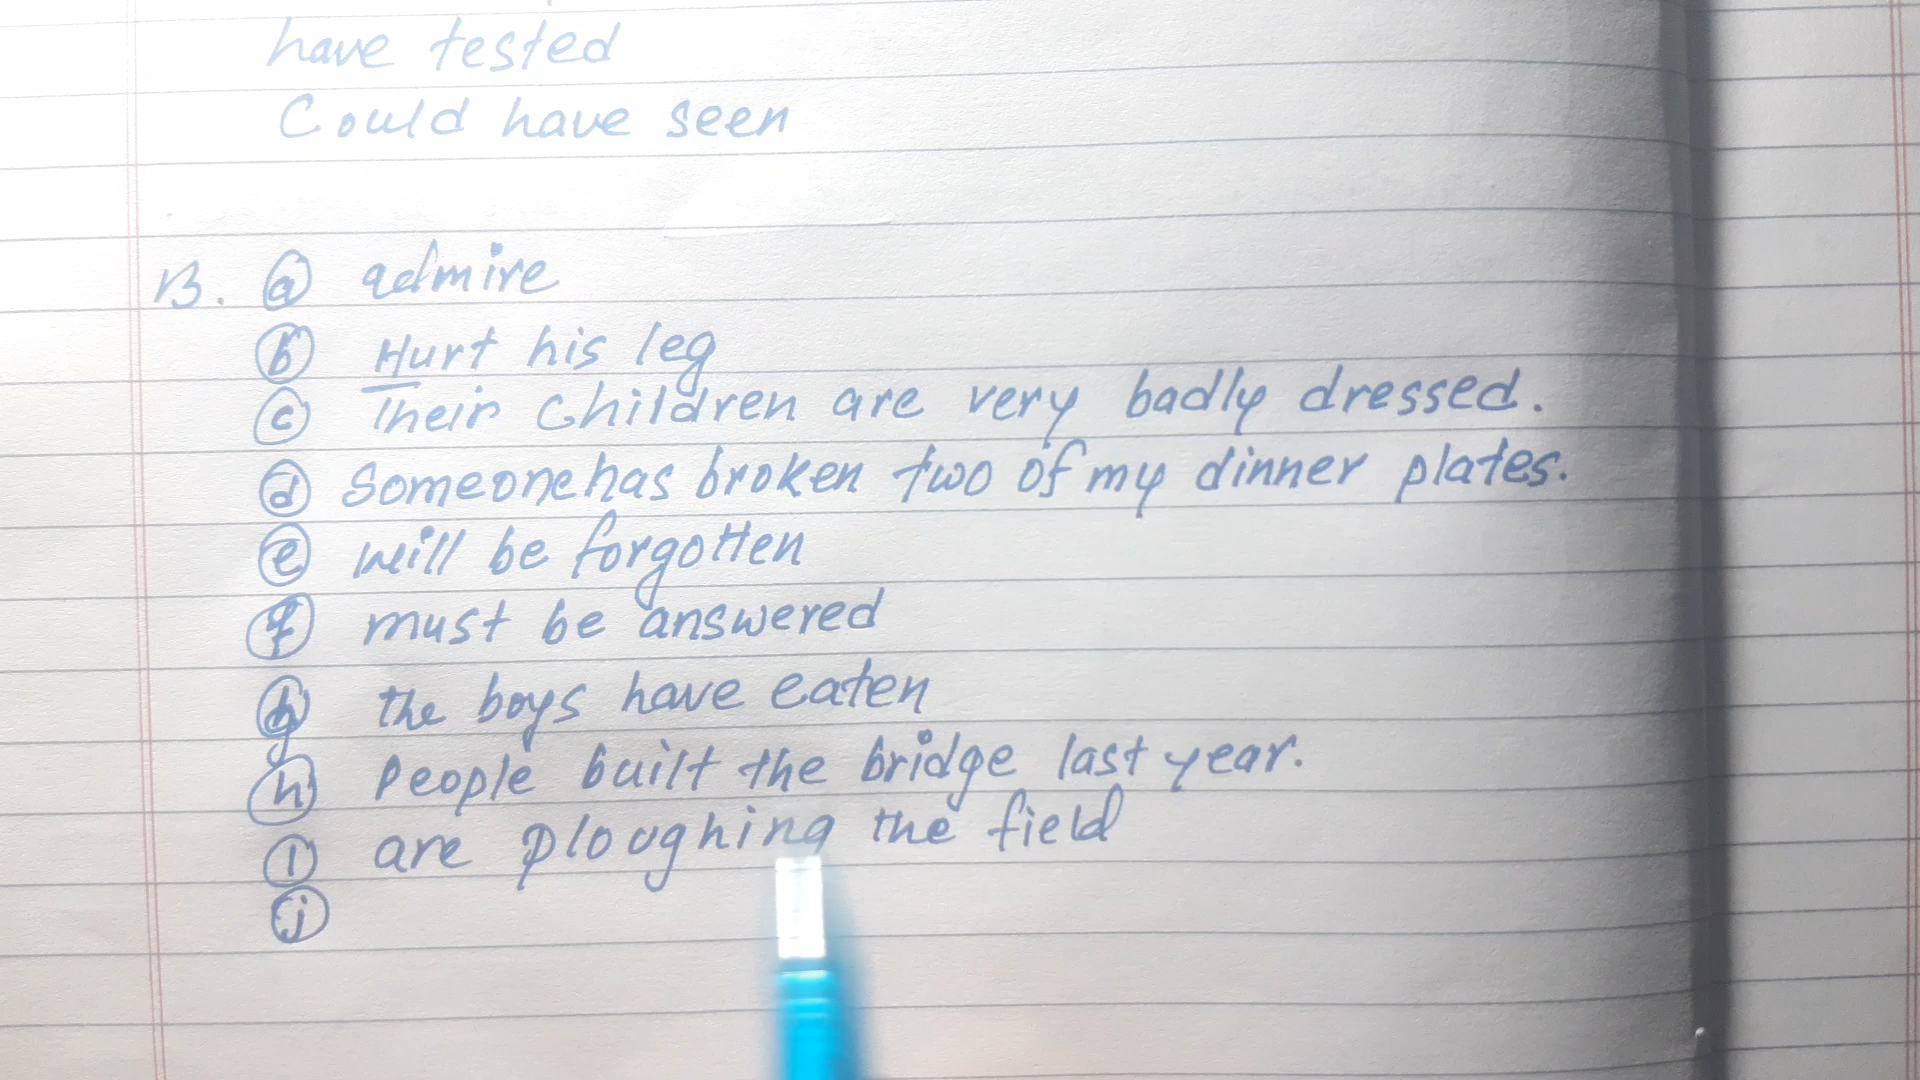 have tested
Could have seen
B. (a) admire
(b) Hurt his leg
(c) Their Children are very badly dressed.
(d) Someone has broken two of my dinner plates.
(e) will be forgotten
(f) must be answered
(g) the boys have eaten
(h) People built the bridge last year.
(i) are ploughing the field
(j)